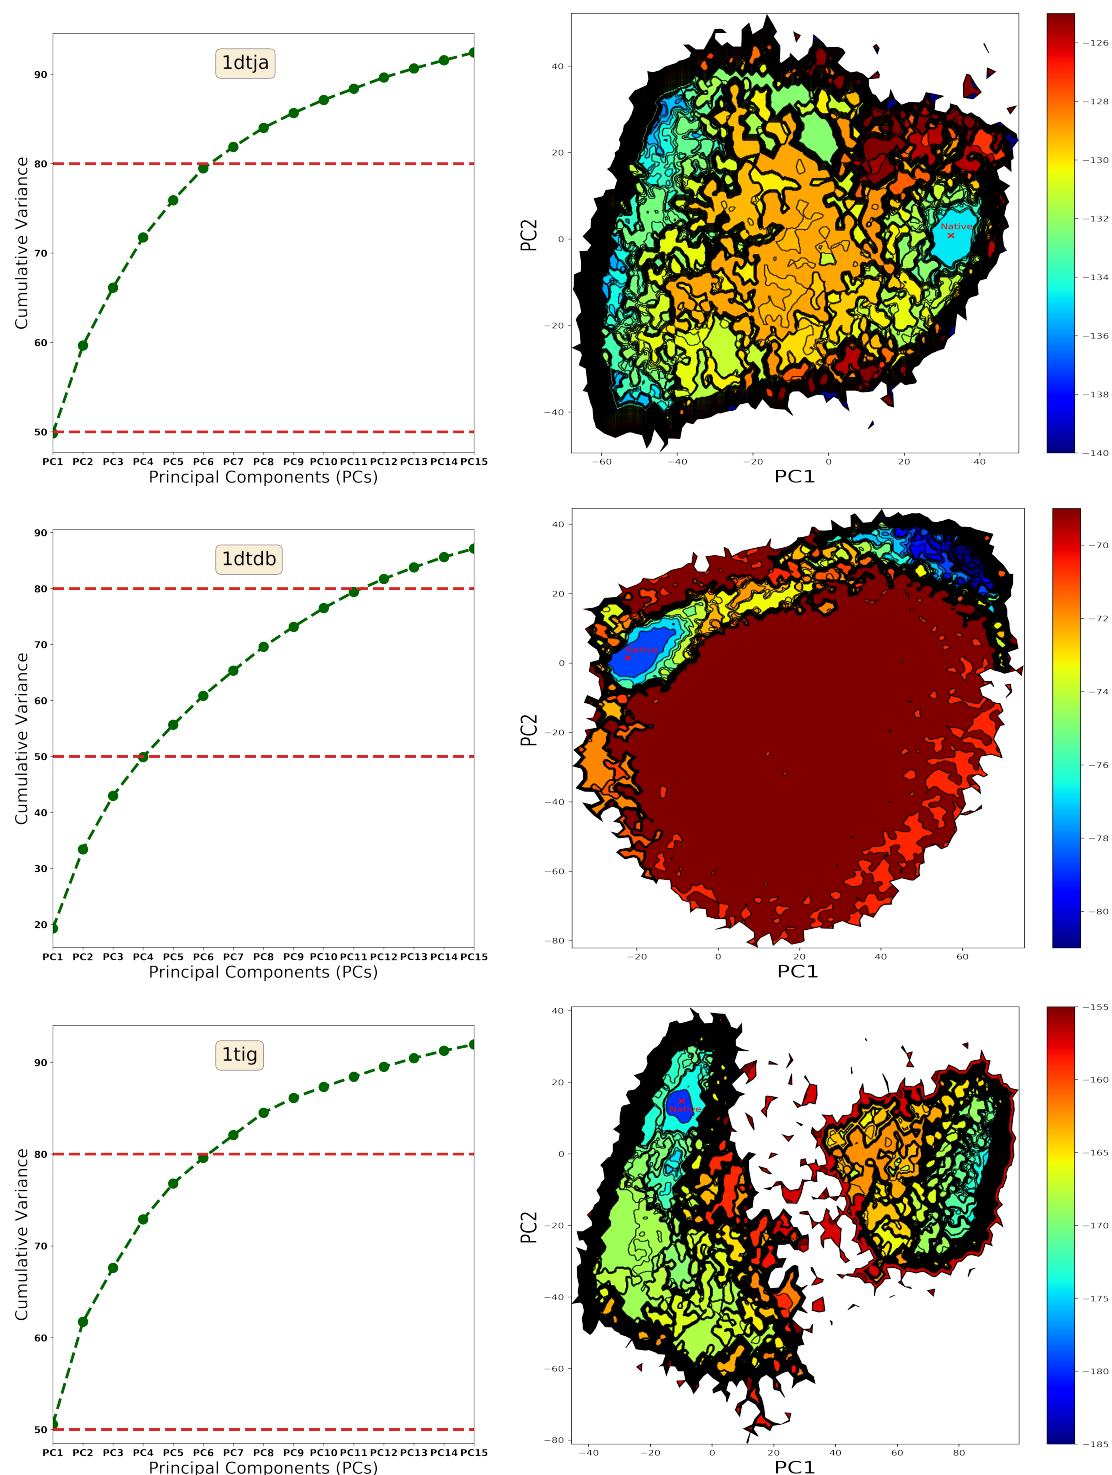 1dtja
Cumulative Variance
90
80
70
60
50
PC1 PC2 PC3 PC4 PC5 PC6 PC7 PC8 PC9 PC10 PC11 PC12 PC13 PC14 PC15
Principal Components (PCs)
PC2
40
20
0
−20
−40
Native
−60 −40 −20 0 20 40
PC1
−126
−128
−130
−132
−134
−136
−138
−140
1dtdb
Cumulative Variance
90
80
70
60
50
40
30
20
PC1 PC2 PC3 PC4 PC5 PC6 PC7 PC8 PC9 PC10 PC11 PC12 PC13 PC14 PC15
Principal Components (PCs)
PC2
40
20
0
−20
−40
−60
−80
Native
−20 0 20 40 60
PC1
−70
−72
−74
−76
−78
−80
1tig
Cumulative Variance
90
80
70
60
50
PC1 PC2 PC3 PC4 PC5 PC6 PC7 PC8 PC9 PC10 PC11 PC12 PC13 PC14 PC15
Principal Components (PCs)
PC2
40
20
0
−20
−40
−60
−80
Native
−40 −20 0 20 40 60 80
PC1
−155
−160
−165
−170
−175
−180
−185